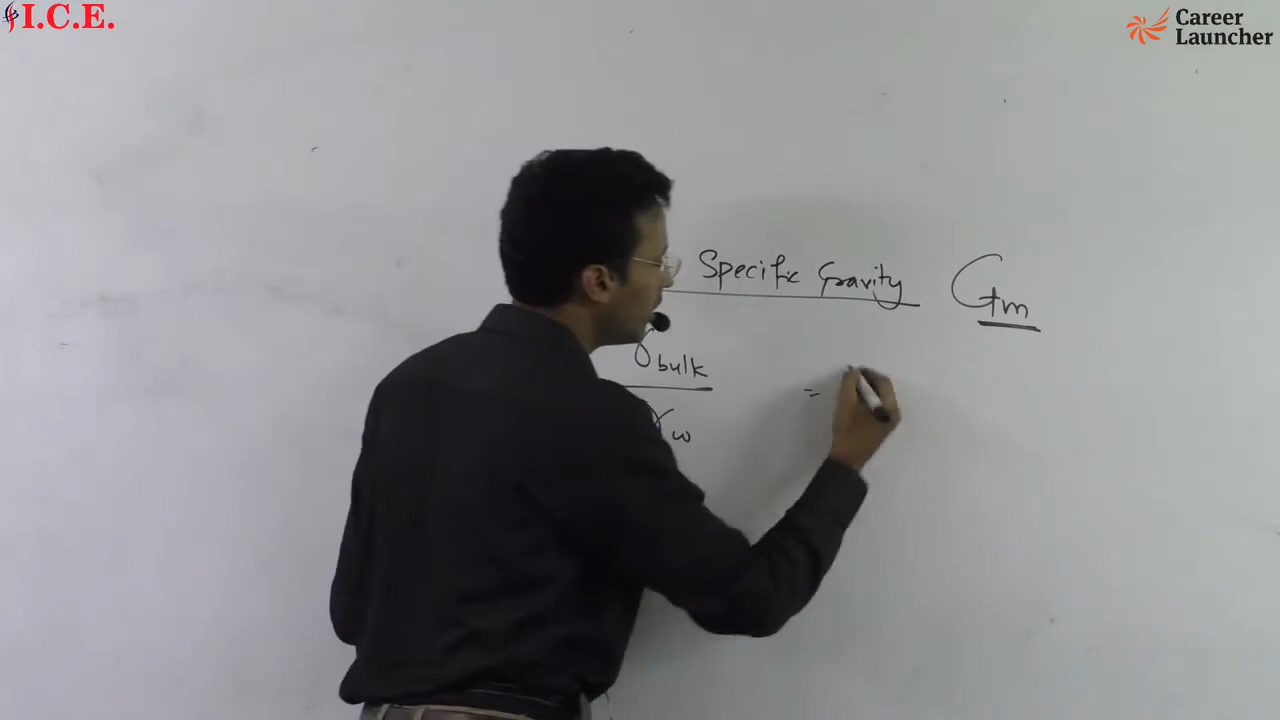 I.C.E.
Career
Launcher
Specific Gravity Gm
γbulk
=
γw